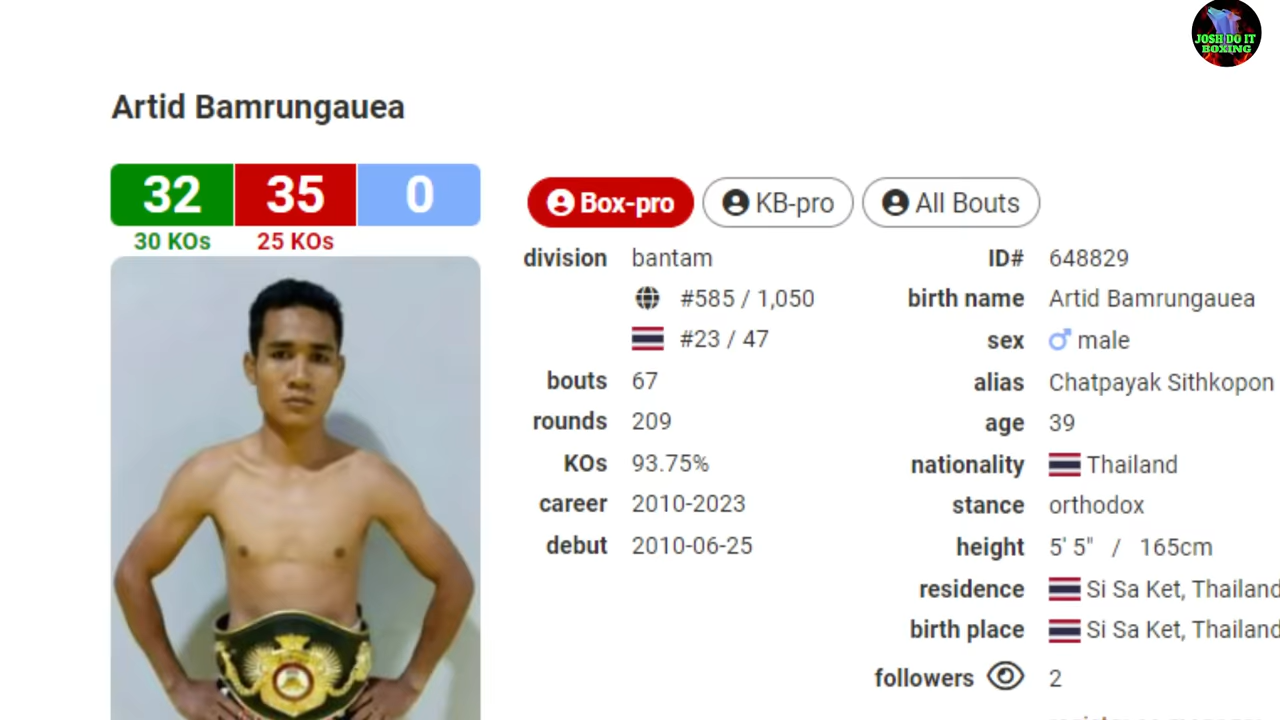 JOSH DO IT
BOXING
Artid Bamrungauea
32 35 0
30 KOs 25 KOs
Box-pro KB-pro All Bouts
division bantam
#585 / 1,050
#23 / 47
bouts 67
rounds 209
KOs 93.75%
career 2010-2023
debut 2010-06-25
ID# 648829
birth name Artid Bamrungauea
sex male
alias Chatpayak Sithkopon
age 39
nationality Thailand
stance orthodox
height 5' 5" / 165cm
residence Si Sa Ket, Thailand
birth place Si Sa Ket, Thailand
followers 2